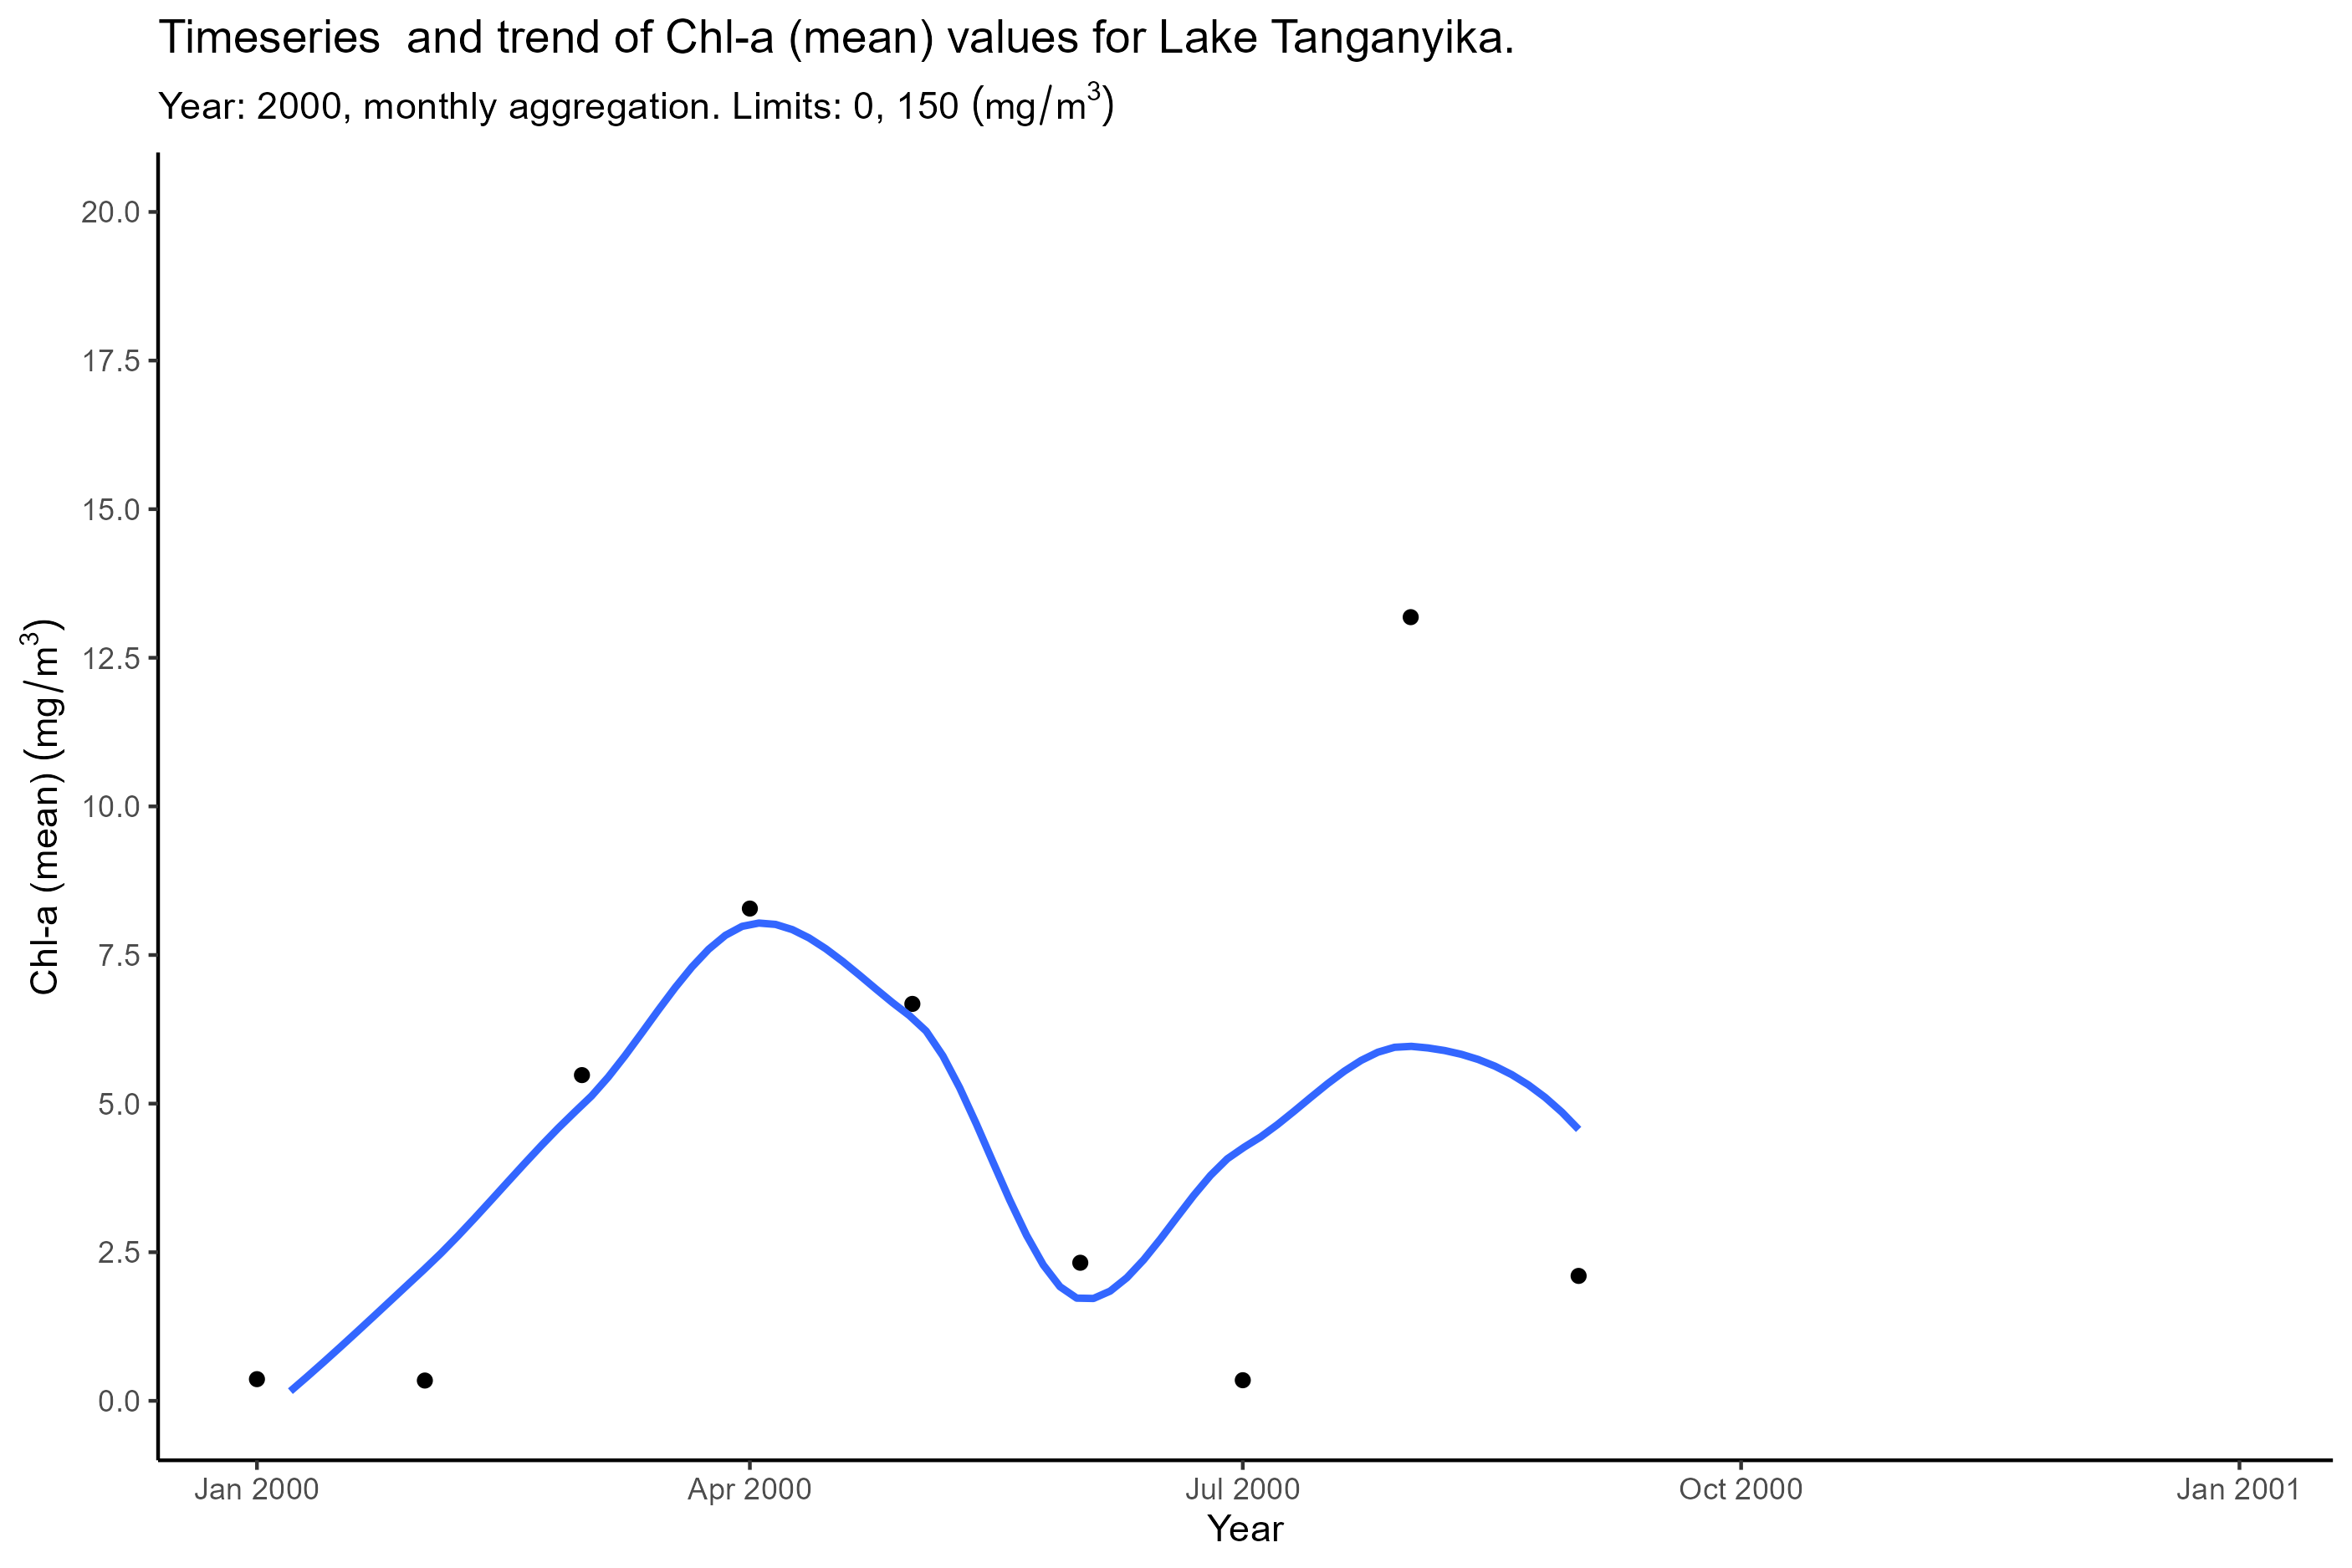 Timeseries  and trend of Chl-a (mean) values for Lake Tanganyika.
Year: 2000, monthly aggregation. Limits: 0, 150 (mg/m³)
Chl-a (mean) (mg/m³)
20.0
17.5
15.0
12.5
10.0
7.5
5.0
2.5
0.0
Jan 2000
Apr 2000
Jul 2000
Oct 2000
Jan 2001
Year